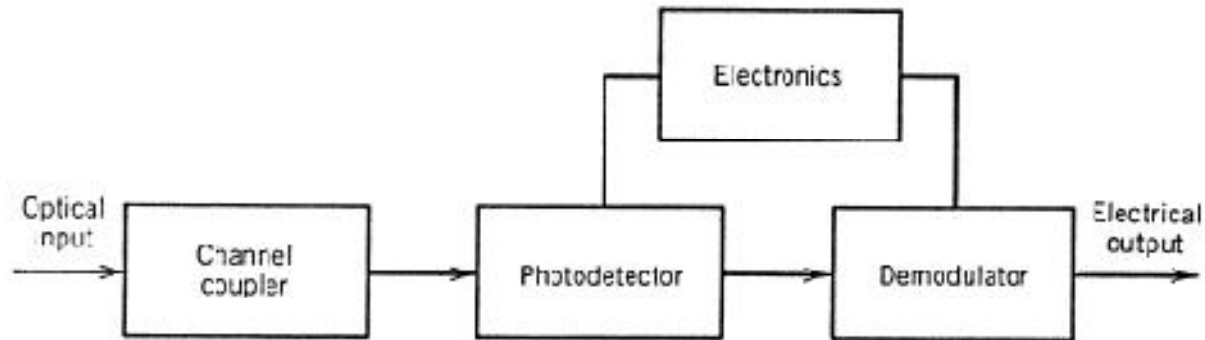 Electronics
Optical
input
Channel
coupler
Photodetector
Demodulator
Electrical
output